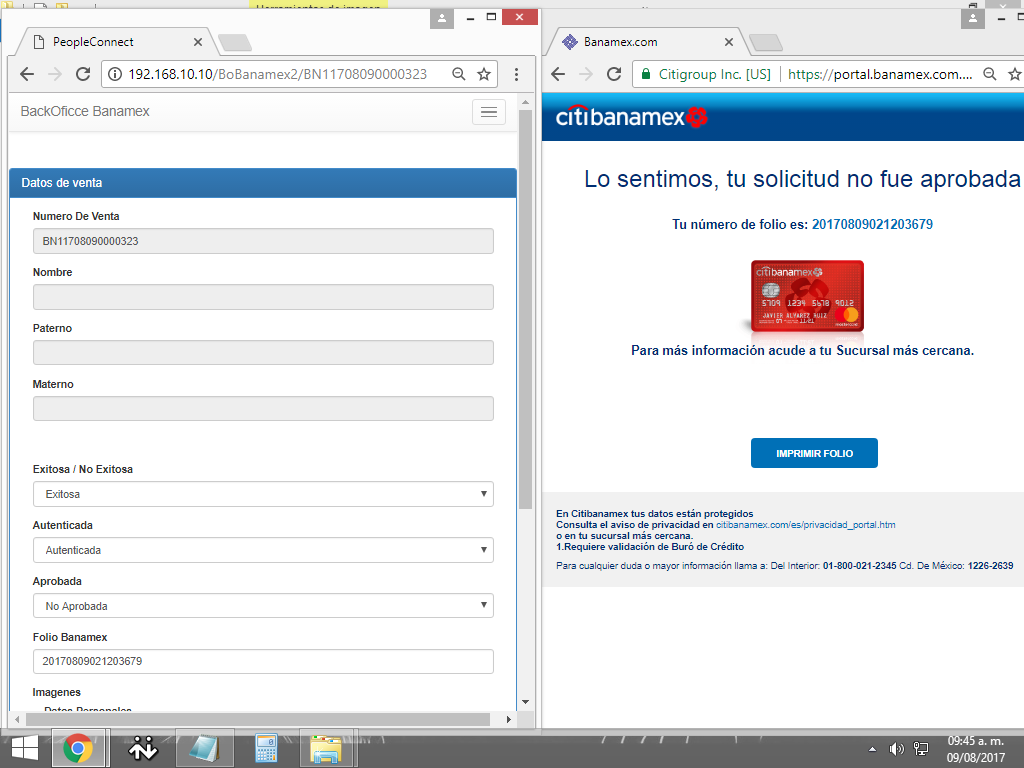 Herramientas de imagen
PeopleConnect
192.168.10.10/BoBanamex2/BN11708090000323
BackOficce Banamex
Datos de venta
Numero De Venta
BN11708090000323
Nombre
Paterno
Materno
Exitosa / No Exitosa
Exitosa
Autenticada
Autenticada
Aprobada
No Aprobada
Folio Banamex
20170809021203679
Imagenes
Datos Personales
Banamex.com
Citigroup Inc. [US]
https://portal.banamex.com....
citibanamex
Lo sentimos, tu solicitud no fue aprobada
Tu número de folio es: 20170809021203679
citibanamex
5709 1234 5678 9012
JAVIER ALVAREZ RUIZ
mastercard
Para más información acude a tu Sucursal más cercana.
IMPRIMIR FOLIO
En Citibanamex tus datos están protegidos
Consulta el aviso de privacidad en citibanamex.com/es/privacidad_portal.htm
o en tu sucursal más cercana.
1.Requiere validación de Buró de Crédito
Para cualquier duda o mayor información llama a: Del Interior: 01-800-021-2345 Cd. De México: 1226-2639
09:45 a. m.
09/08/2017